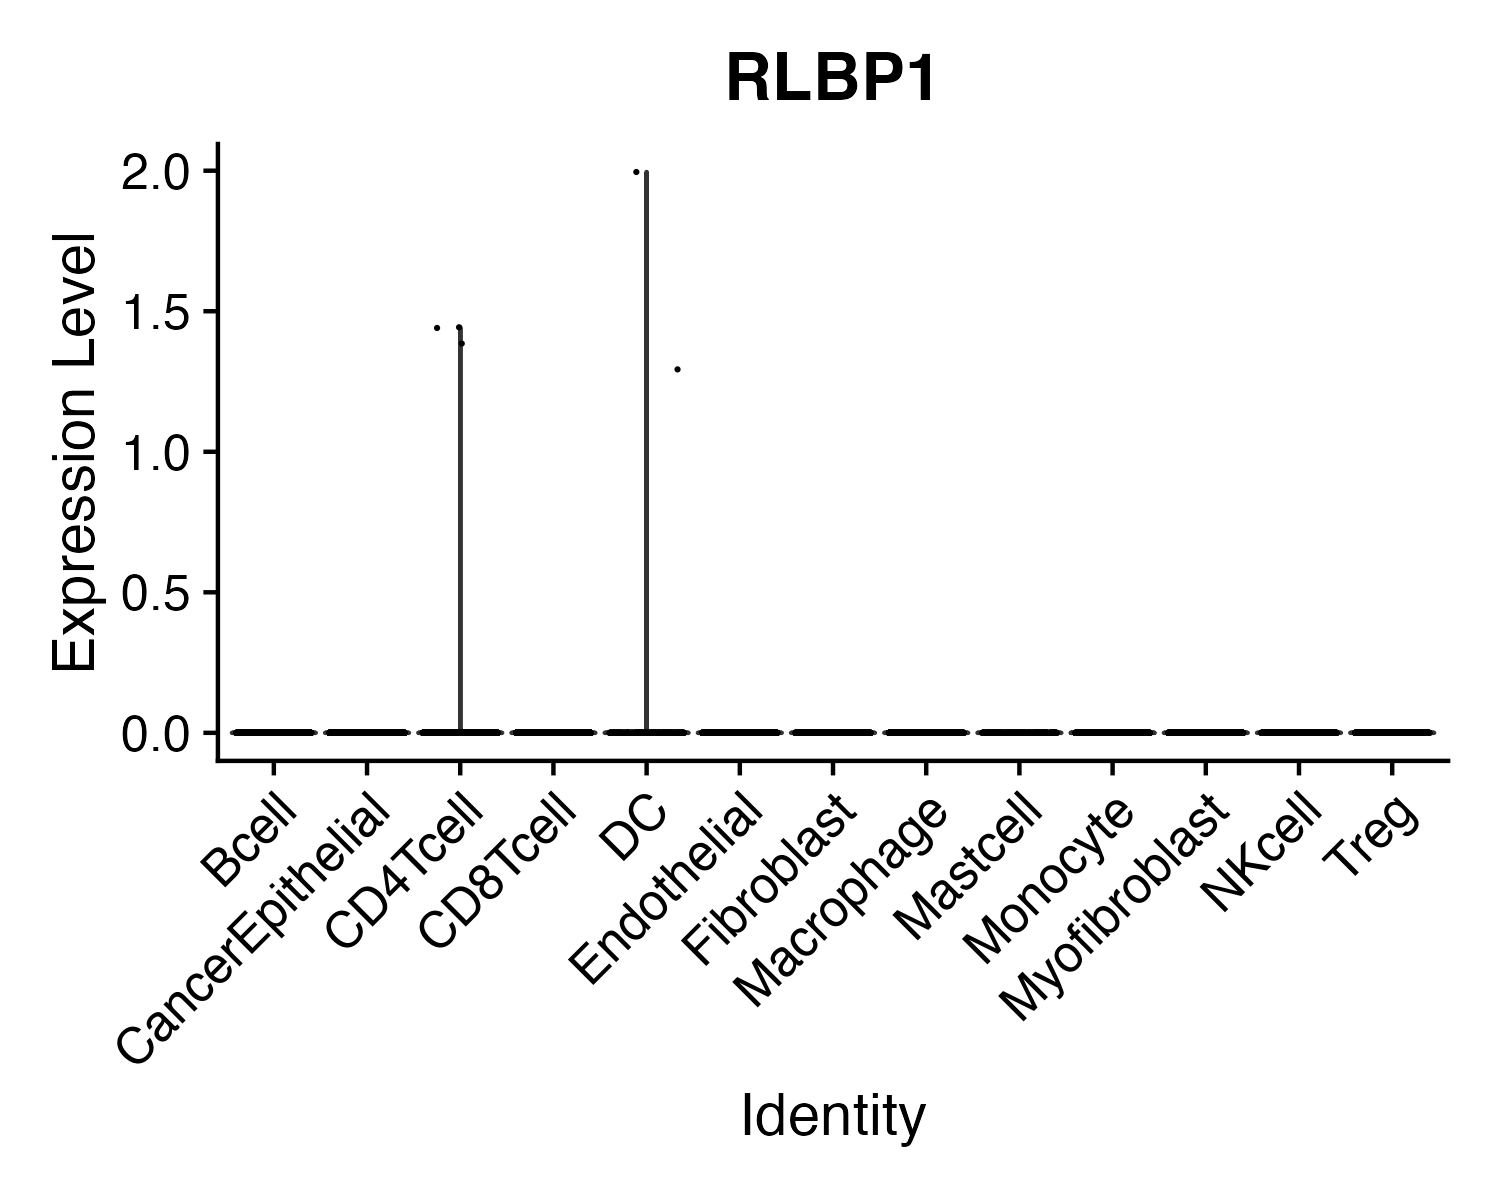 RLBP1
Expression Level
2.0
1.5
1.0
0.5
0.0
Bcell
CancerEpithelial
CD4Tcell
CD8Tcell
DC
Endothelial
Fibroblast
Macrophage
Mastcell
Monocyte
Myofibroblast
NKcell
Treg
Identity